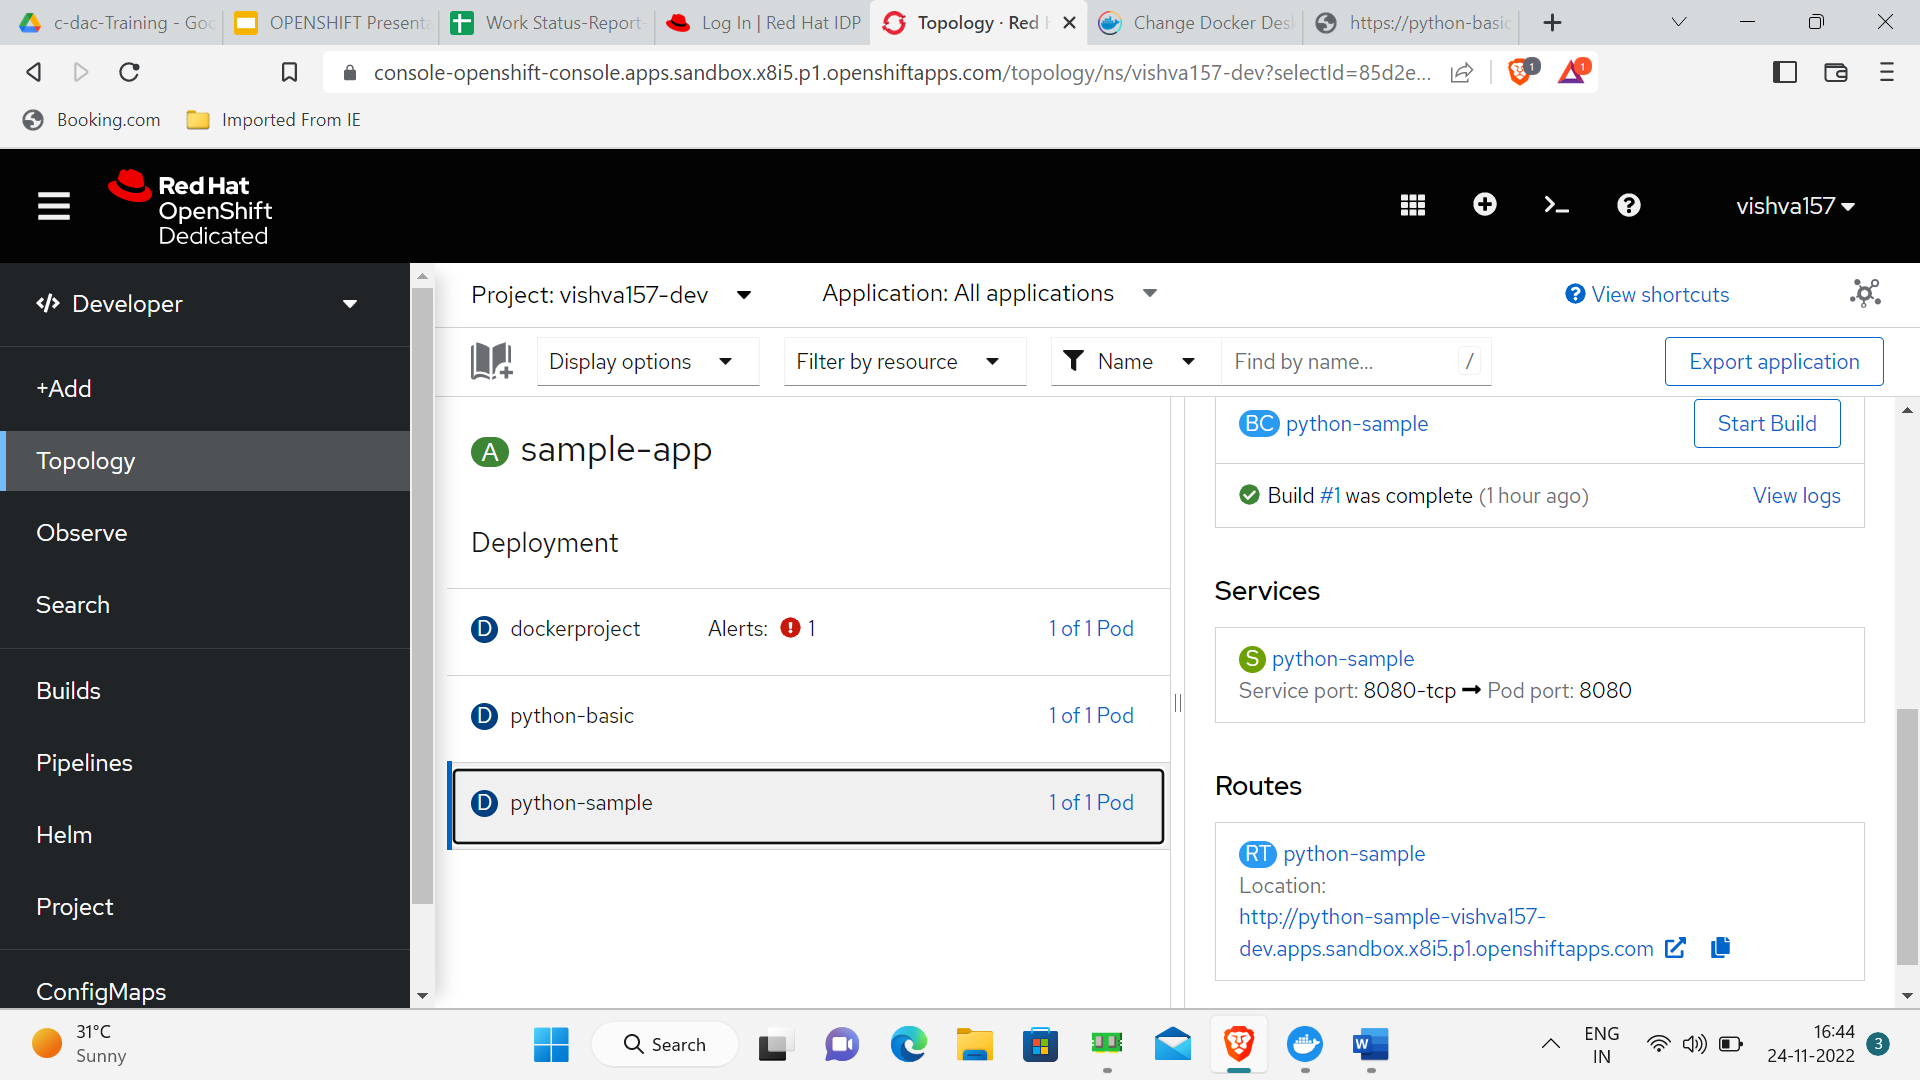 c-dac-Training - Goo
OPENSHIFT Presenta
Work Status-Report-
Log In | Red Hat IDP
Topology · Red H
Change Docker Desk
https://python-basic
console-openshift-console.apps.sandbox.x8i5.p1.openshiftapps.com/topology/ns/vishva157-dev?selectId=85d2e...
1
1
Booking.com
Imported From IE
Red Hat
OpenShift
Dedicated
vishva157
Developer
+Add
Topology
Observe
Search
Builds
Pipelines
Helm
Project
ConfigMaps
Project: vishva157-dev
Application: All applications
View shortcuts
Display options
Filter by resource
Name
Find by name...
/
Export application
A sample-app
Deployment
D dockerproject
Alerts: 1
1 of 1 Pod
D python-basic
1 of 1 Pod
D python-sample
1 of 1 Pod
BC python-sample
Start Build
Build #1 was complete (1 hour ago)
View logs
Services
S python-sample
Service port: 8080-tcp ➞ Pod port: 8080
Routes
RT python-sample
Location:
http://python-sample-vishva157-
dev.apps.sandbox.x8i5.p1.openshiftapps.com
31°C
Sunny
Search
W
ENG
IN
16:44
24-11-2022
3